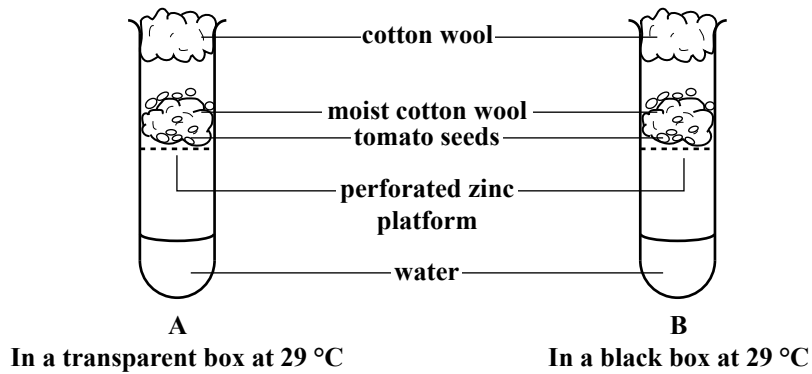 cotton wool
moist cotton wool
tomato seeds
perforated zinc
platform
water
A
B
In a transparent box at 29 °C
In a black box at 29 °C